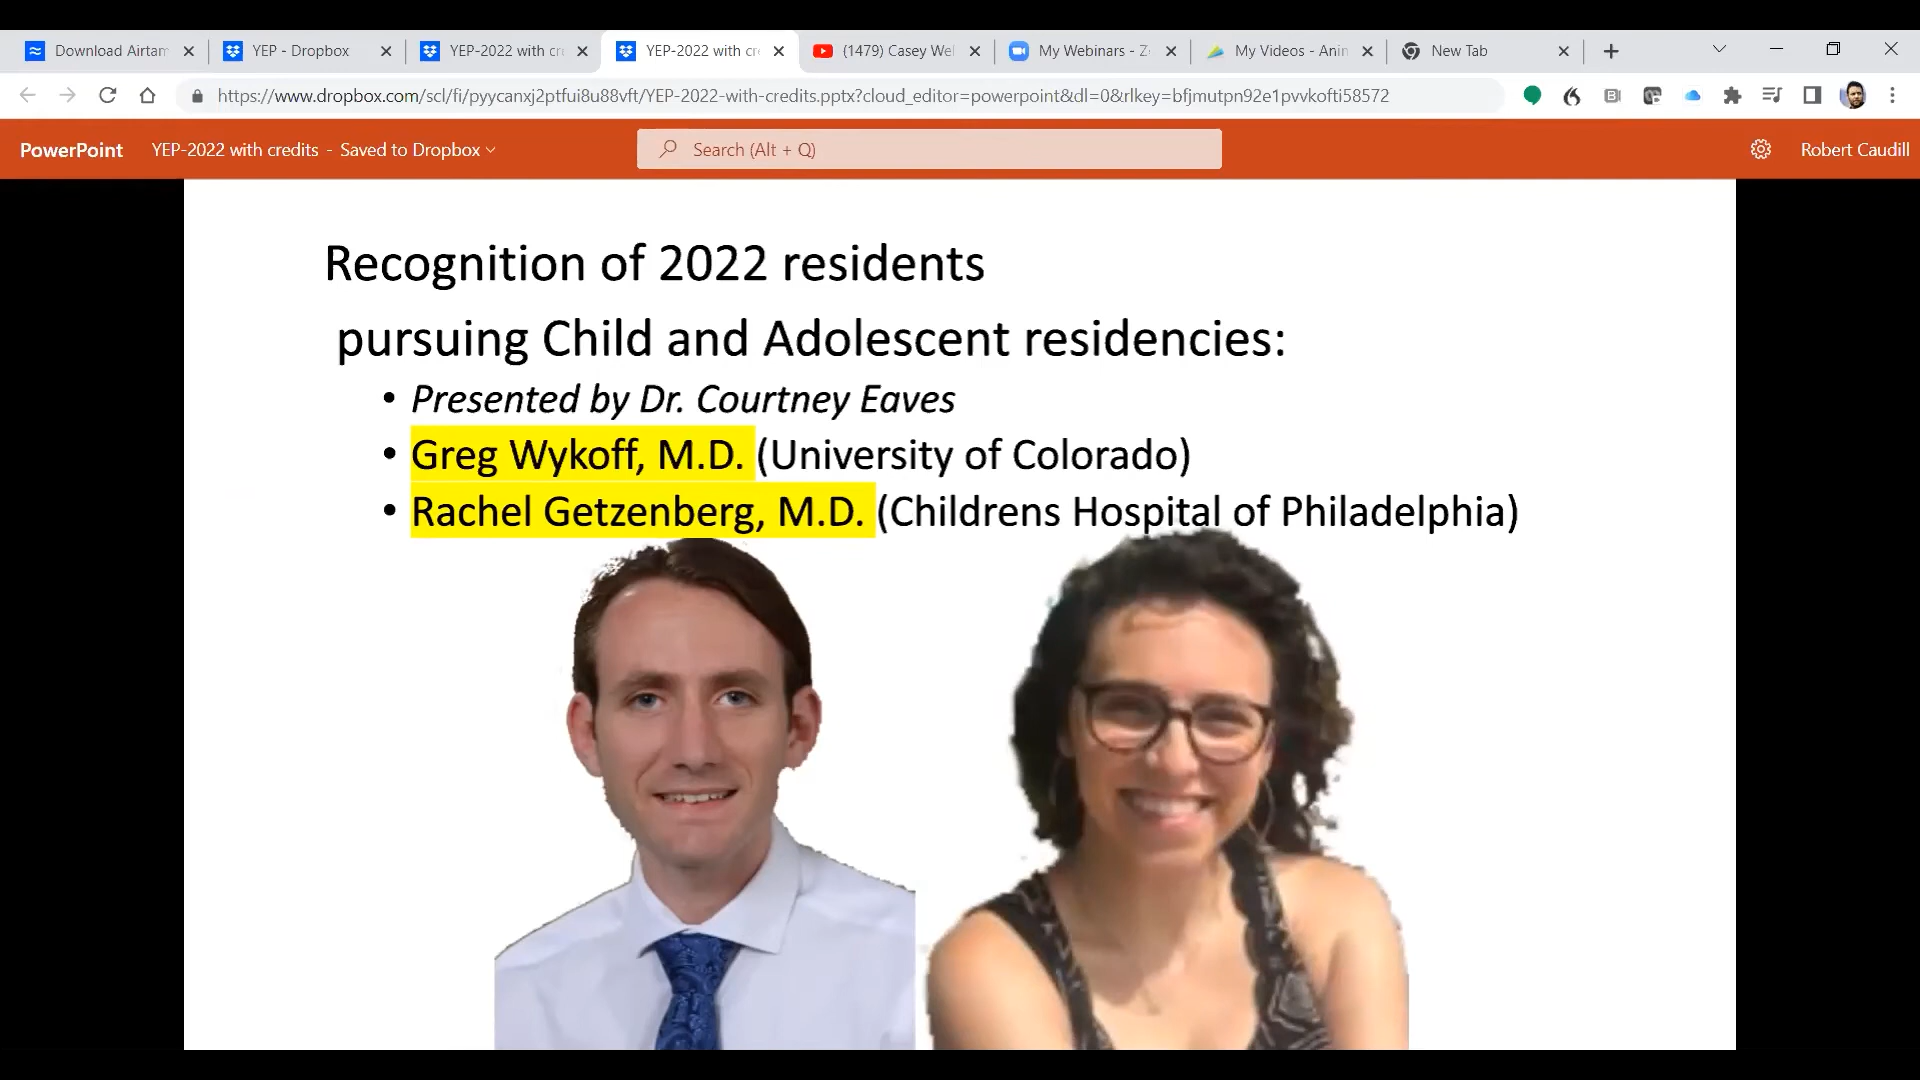 Download Airtam
YEP - Dropbox
YEP-2022 with cr
YEP-2022 with cr
(1479) Casey Wel
My Webinars - Z
My Videos - Anin
New Tab
https://www.dropbox.com/scl/fi/pyycanxj2ptfui8u88vft/YEP-2022-with-credits.pptx?cloud_editor=powerpoint&dl=0&rlkey=bfjmutpn92e1pvvkofti58572
PowerPoint
YEP-2022 with credits - Saved to Dropbox
Search (Alt + Q)
Robert Caudill
Recognition of 2022 residents
pursuing Child and Adolescent residencies:
• Presented by Dr. Courtney Eaves
• Greg Wykoff, M.D. (University of Colorado)
• Rachel Getzenberg, M.D. (Childrens Hospital of Philadelphia)